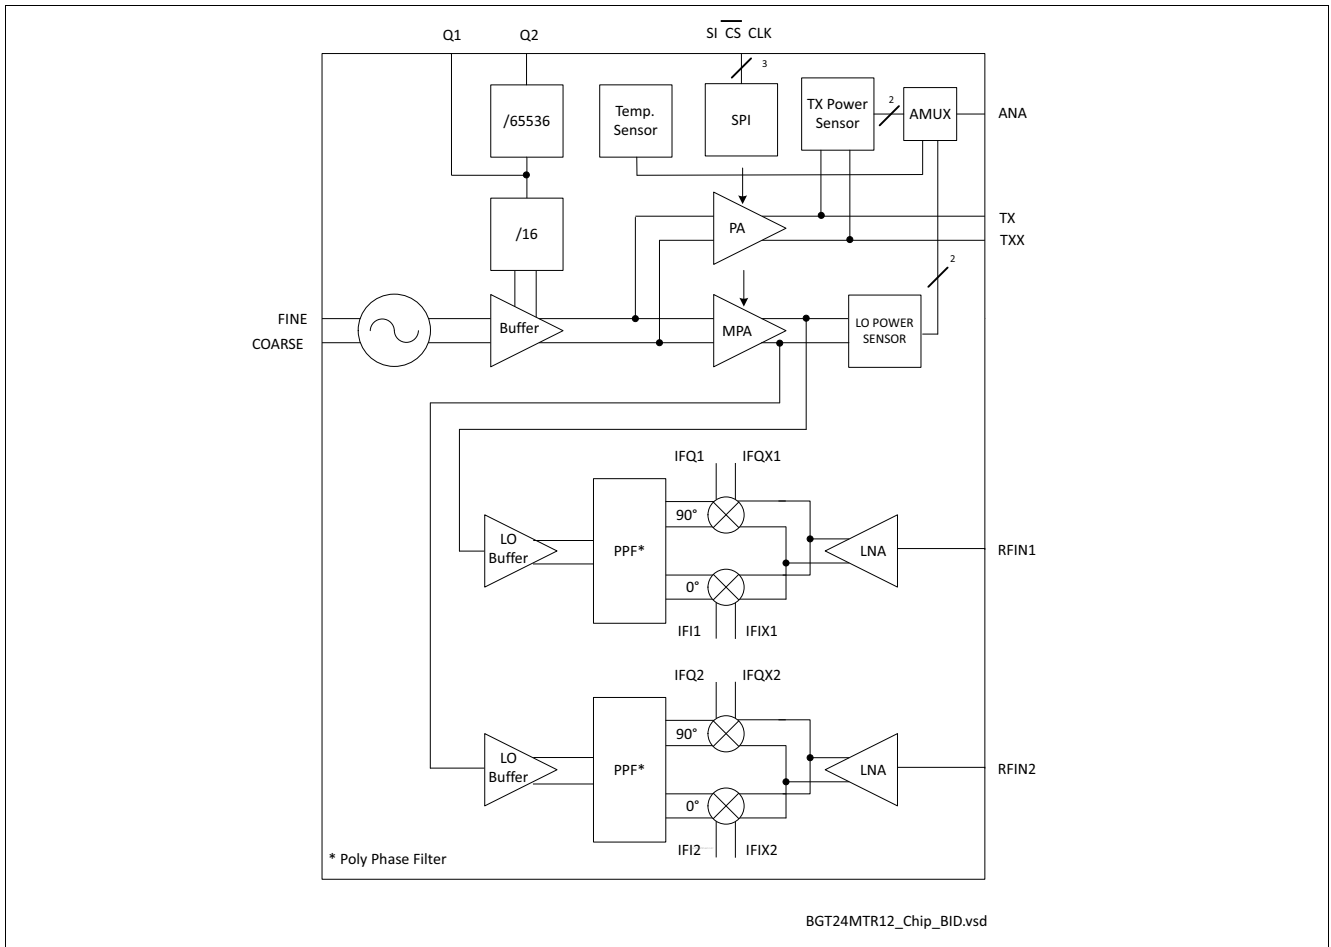 Q1
Q2
SI CS CLK
3
/65536
Temp.
Sensor
SPI
TX Power
Sensor
2
AMUX
ANA
/16
PA
TX
TXX
2
FINE
COARSE
Buffer
MPA
LO POWER
SENSOR
IFQ1
IFQX1
LO
Buffer
PPF*
90°
0°
LNA
RFIN1
IFI1
IFIX1
IFQ2
IFQX2
LO
Buffer
PPF*
90°
0°
LNA
RFIN2
IFI2
IFIX2
* Poly Phase Filter
BGT24MTR12_Chip_BID.vsd